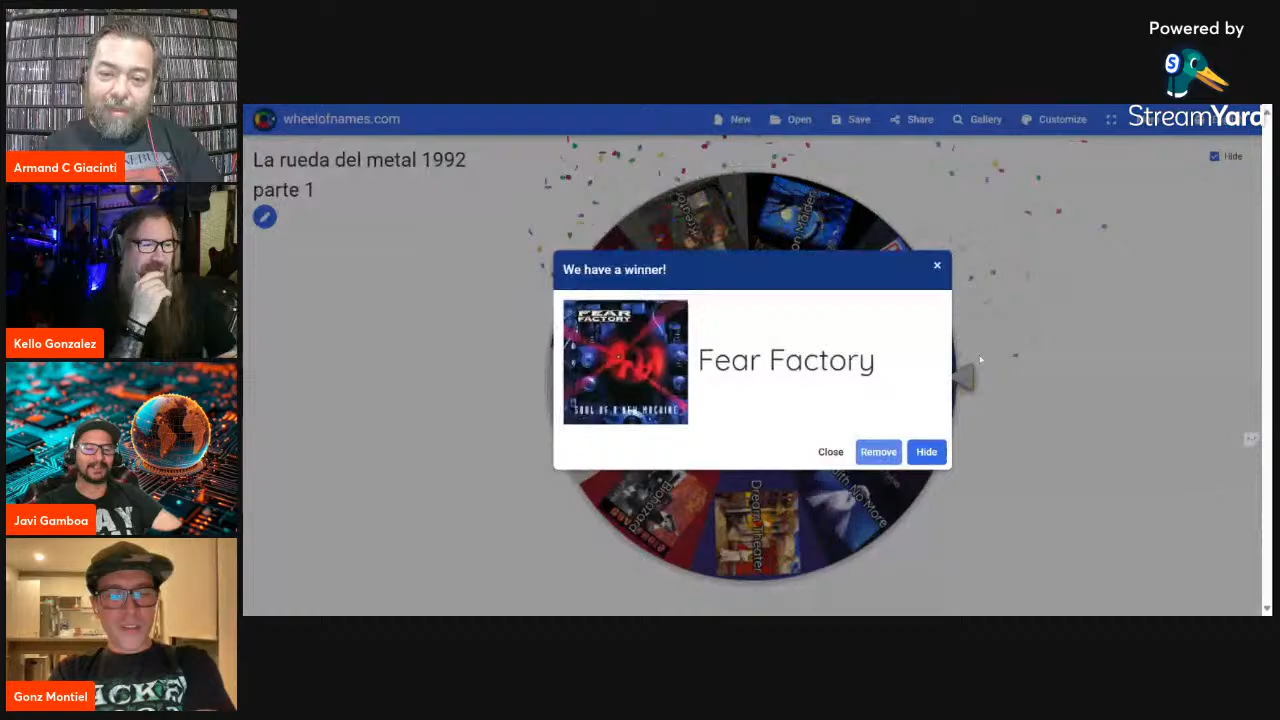 Powered by
StreamYard
Armand C Giacinti
Kello Gonzalez
Javi Gamboa
Gonz Montiel
wheelofnames.com
New
Open
Save
Share
Gallery
Customize
La rueda del metal 1992
parte 1
Hide
Kreator
Iron Maiden
We have a winner!
×
FEAR
FACTORY
SOUL OF A NEW MACHINE
Fear Factory
Close
Remove
Hide
Biohazard
Dream Theater
Faith No More